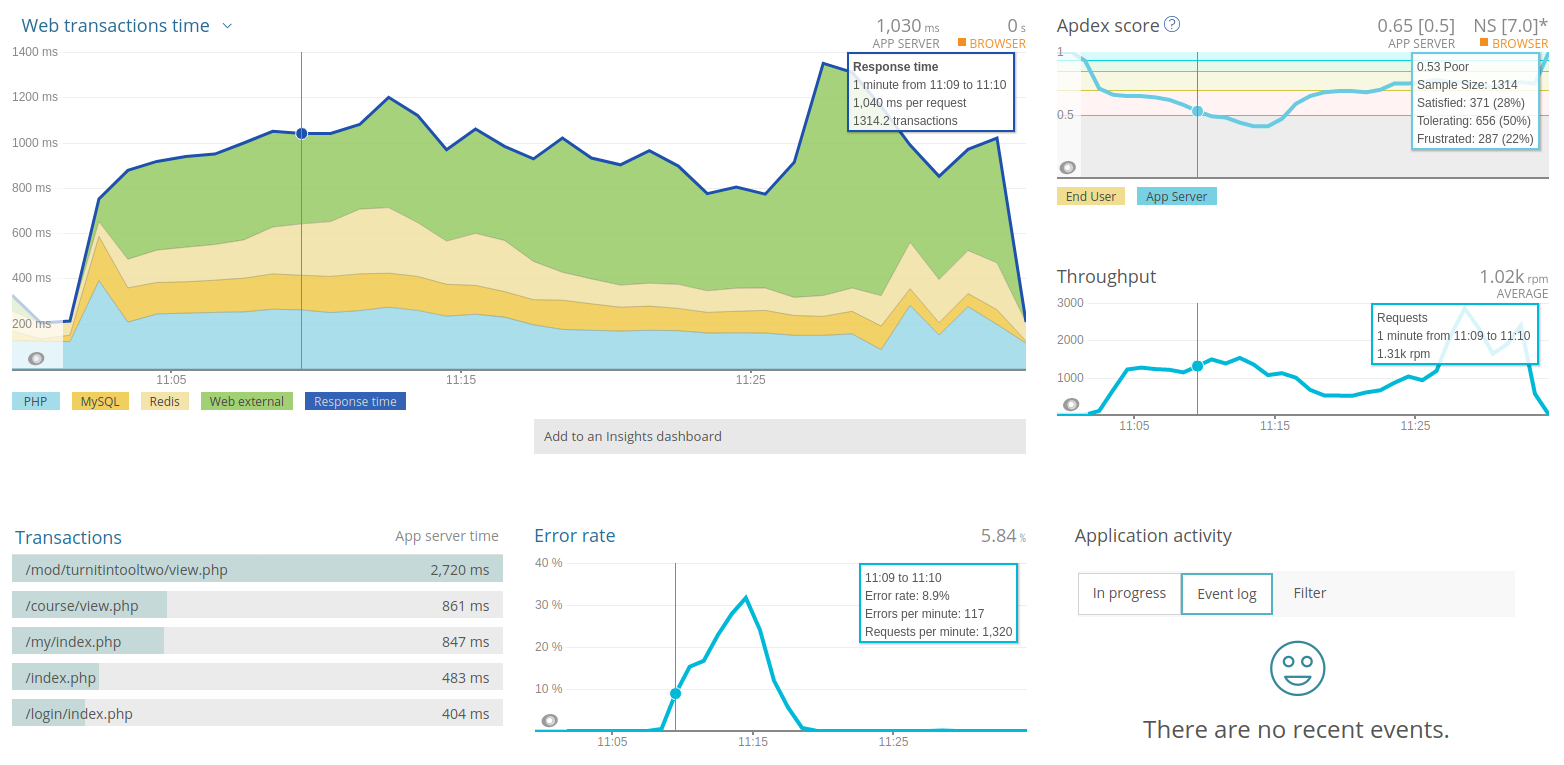 Web transactions time
1,030 ms
APP SERVER
0 s
BROWSER
1400 ms
1200 ms
1000 ms
800 ms
600 ms
400 ms
200 ms
Response time
1 minute from 11:09 to 11:10
1,040 ms per request
1314.2 transactions
11:05
11:15
11:25
PHP
MySQL
Redis
Web external
Response time
Add to an Insights dashboard
Apdex score ?
0.65 [0.5]
APP SERVER
NS [7.0]*
BROWSER
1
0.5
0.53 Poor
Sample Size: 1314
Satisfied: 371 (28%)
Tolerating: 656 (50%)
Frustrated: 287 (22%)
End User
App Server
Throughput
1.02k rpm
AVERAGE
3000
2000
1000
Requests
1 minute from 11:09 to 11:10
1.31k rpm
11:05
11:15
11:25
Transactions
App server time
/mod/turnitintooltwo/view.php 2,720 ms
/course/view.php 861 ms
/my/index.php 847 ms
/index.php 483 ms
/login/index.php 404 ms
Error rate
5.84 %
40 %
30 %
20 %
10 %
11:09 to 11:10
Error rate: 8.9%
Errors per minute: 117
Requests per minute: 1,320
11:05
11:15
11:25
Application activity
In progress
Event log
Filter
There are no recent events.